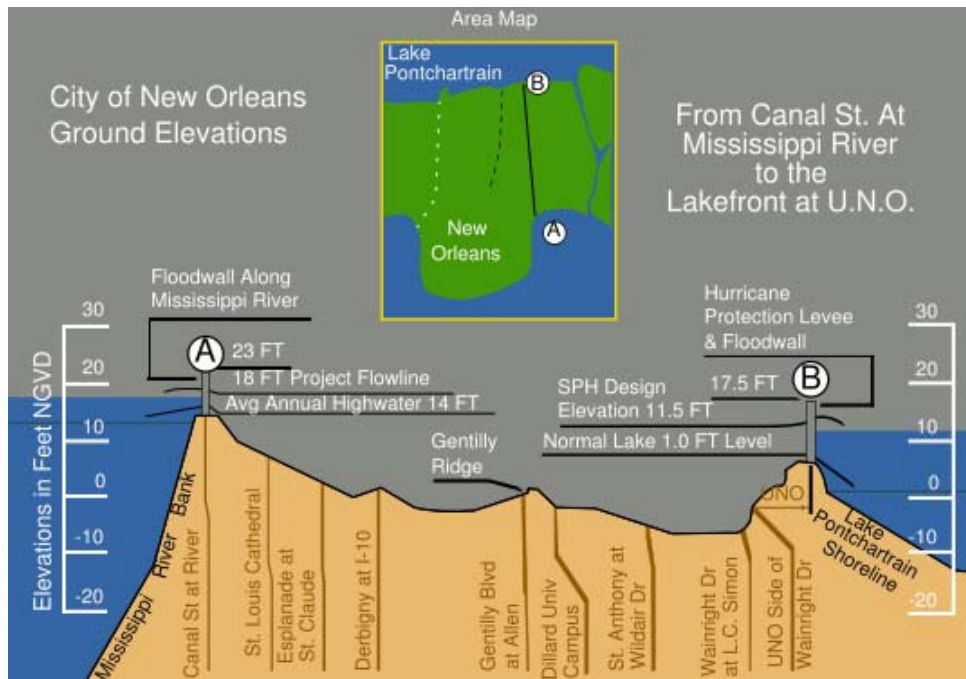 Area Map
Lake
Pontchartrain
B
A
New
Orleans
City of New Orleans
Ground Elevations
From Canal St. At
Mississippi River
to the
Lakefront at U.N.O.
Floodwall Along
Mississippi River
A
23 FT
18 FT Project Flowline
Avg Annual Highwater 14 FT
Gentilly
Ridge
Hurricane
Protection Levee
& Floodwall
B
17.5 FT
SPH Design
Elevation 11.5 FT
Normal Lake 1.0 FT Level
Elevations in Feet NGVD
30
20
10
0
-10
-20
30
20
10
0
-10
-20
Mississippi River Bank
Canal St at River
St. Louis Cathedral
Esplanade at
St. Claude
Derbigny at I-10
Gentilly Blvd
at Allen
Dillard Univ
Campus
St. Anthony at
Wildair Dr
Wainright Dr
at L.C. Simon
UNO
UNO Side of
Wainright Dr
Lake
Pontchartrain
Shoreline